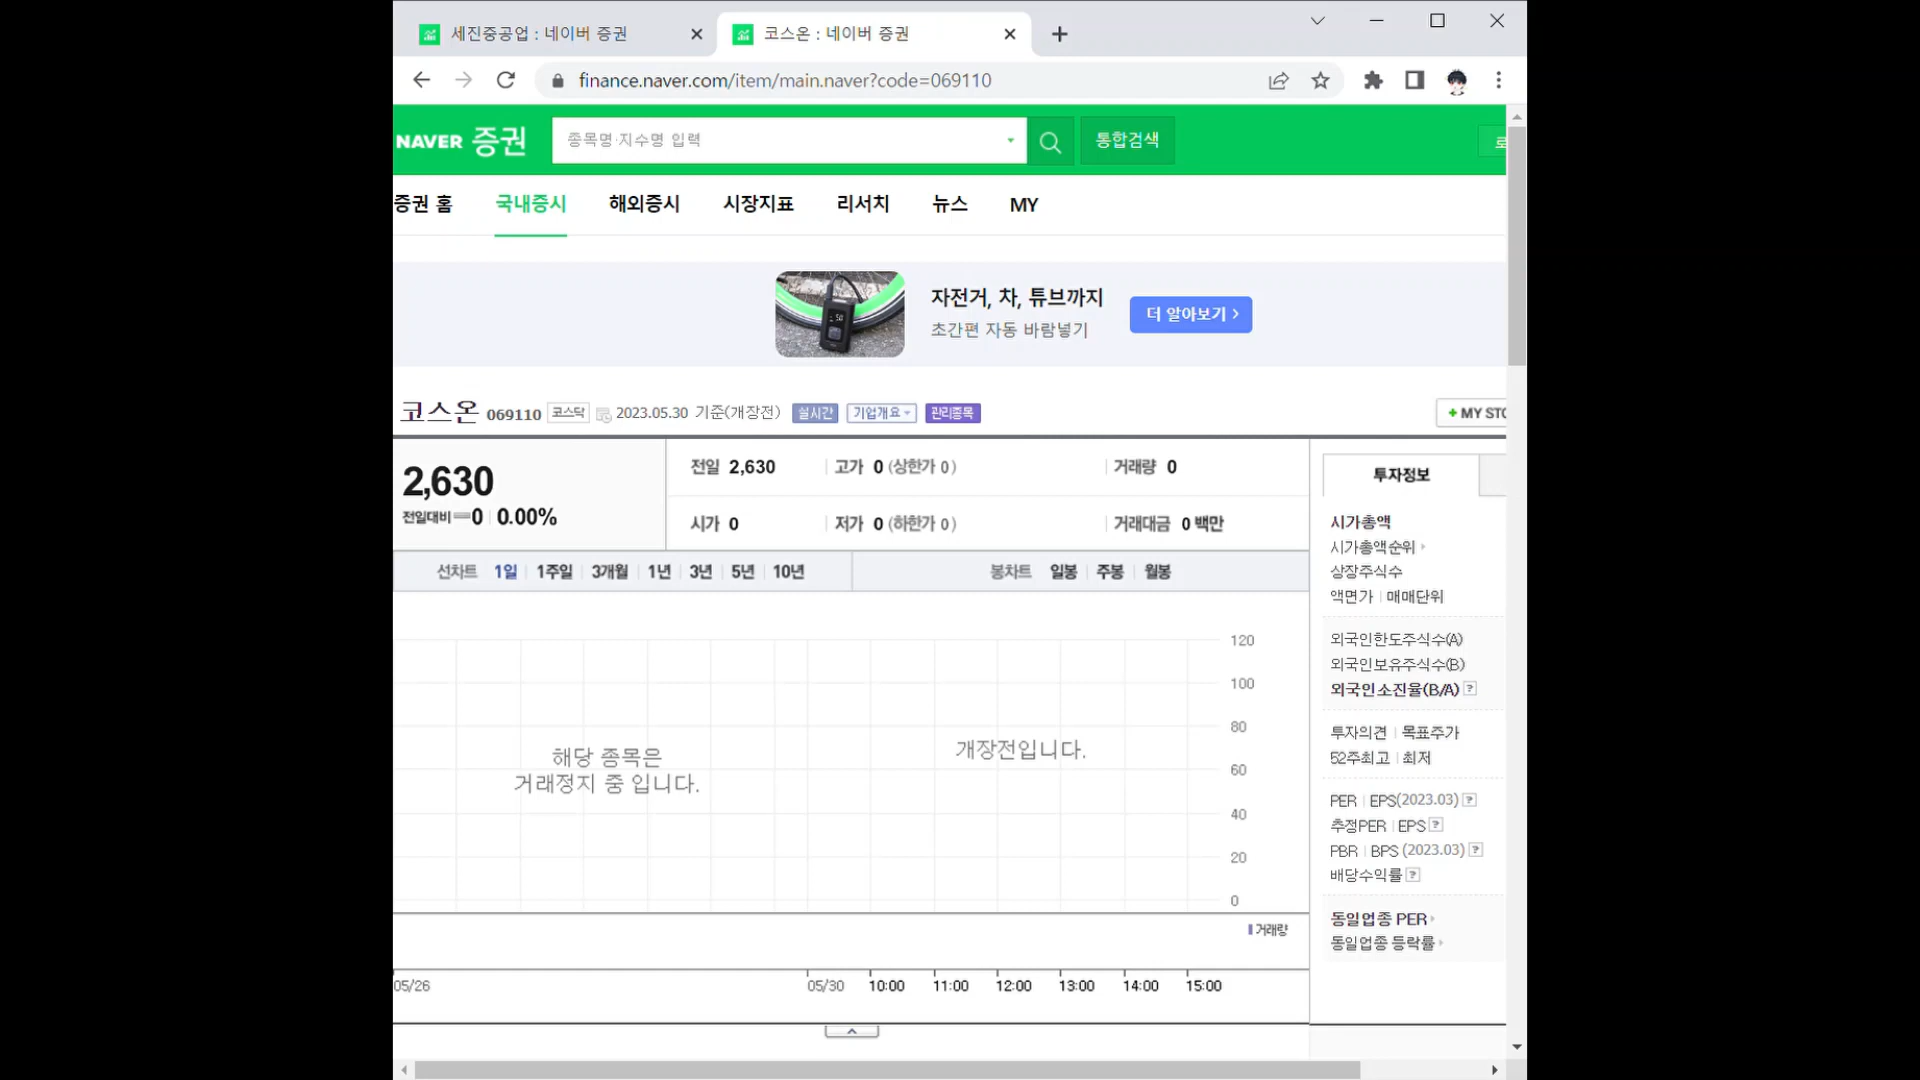 세진중공업 : 네이버 증권
코스온 : 네이버 증권
finance.naver.com/item/main.naver?code=069110
NAVER 증권
종목명·지수명 입력
통합검색
로
증권 홈 국내증시 해외증시 시장지표 리서치 뉴스 MY
자전거, 차, 튜브까지
초간편 자동 바람넣기
더 알아보기
50
코스온 069110 코스닥 2023.05.30 기준(개장전) 실시간 기업개요 관리종목
+ MY STO
2,630
전일대비 0 0.00%
전일 2,630 고가 0 (상한가 0) 거래량 0
시가 0 저가 0 (하한가 0) 거래대금 0 백만
선차트 1일 1주일 3개월 1년 3년 5년 10년
봉차트 일봉 주봉 월봉
해당 종목은
거래정지 중 입니다.
개장전입니다.
120
100
80
60
40
20
0
거래량
05/26 05/30 10:00 11:00 12:00 13:00 14:00 15:00
투자정보
시가총액
시가총액순위
상장주식수
액면가 | 매매단위
외국인한도주식수(A)
외국인보유주식수(B)
외국인소진율(B/A) ?
투자의견 | 목표주가
52주최고 | 최저
PER | EPS(2023.03) ?
추정PER | EPS ?
PBR | BPS (2023.03) ?
배당수익률 ?
동일업종 PER
동일업종 등락률